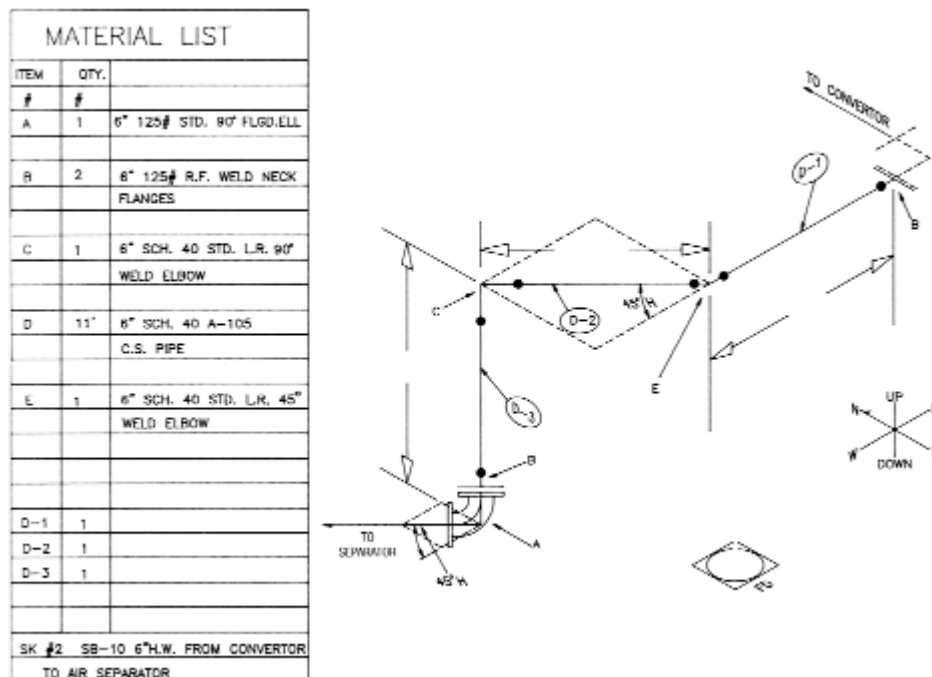 MATERIAL LIST
ITEM QTY.
# #
A 1 6" 125# STD. 90° FLGD.ELL
B 2 6" 125# R.F. WELD NECK
FLANGES
C 1 6" SCH. 40 STD. L.R. 90°
WELD ELBOW
D 11' 6" SCH. 40 A-105
C.S. PIPE
E 1 6" SCH. 40 STD. L.R. 45°
WELD ELBOW
D-1 1
D-2 1
D-3 1
SK #2 SB-10 6"H.W. FROM CONVERTOR
TO AIR SEPARATOR
TO CONVERTOR
D-1
B
C
D-2
45° H
E
D-3
B
A
TO
SEPARATOR
45° H
UP
N
W
DOWN